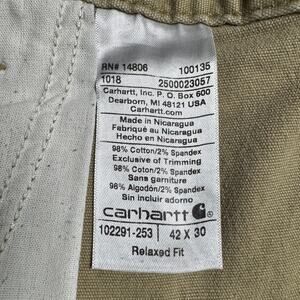 RN# 14806 100135
1018 2500023057
Carhartt, Inc. P.O. Box 600
Dearborn, MI 48121 USA
Carhartt.com
Made in Nicaragua
Fabriqué au Nicaragua
Hecho en Nicaragua
98% Cotton/2% Spandex
Exclusive of Trimming
98% Coton/2% Spandex
Sans garniture
98% Algodón/2% Spandex
Sin incluir adorno
carhartt
102291-253 42 X 30
Relaxed Fit